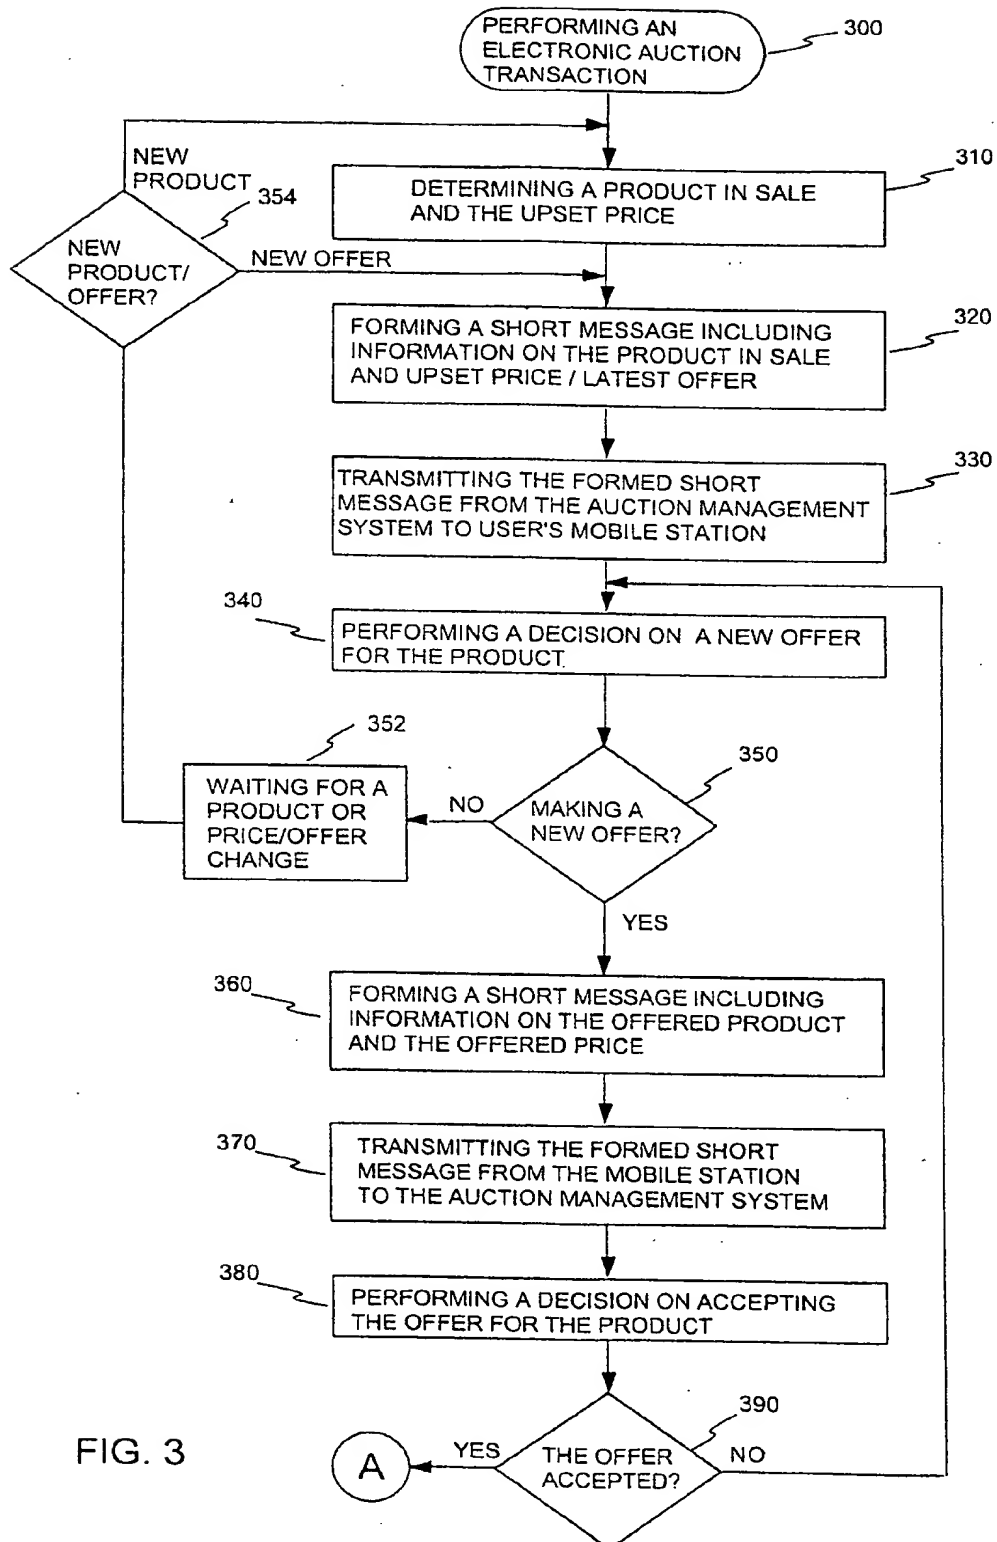 PERFORMING AN
ELECTRONIC AUCTION
TRANSACTION
300
NEW
PRODUCT
354
310
DETERMINING A PRODUCT IN SALE
AND THE UPSET PRICE
NEW
PRODUCT/
OFFER?
NEW OFFER
320
FORMING A SHORT MESSAGE INCLUDING
INFORMATION ON THE PRODUCT IN SALE
AND UPSET PRICE / LATEST OFFER
330
TRANSMITTING THE FORMED SHORT
MESSAGE FROM THE AUCTION MANAGEMENT
SYSTEM TO USER'S MOBILE STATION
340
PERFORMING A DECISION ON A NEW OFFER
FOR THE PRODUCT
352
WAITING FOR A
PRODUCT OR
PRICE/OFFER
CHANGE
NO
350
MAKING A
NEW OFFER?
YES
360
FORMING A SHORT MESSAGE INCLUDING
INFORMATION ON THE OFFERED PRODUCT
AND THE OFFERED PRICE
370
TRANSMITTING THE FORMED SHORT
MESSAGE FROM THE MOBILE STATION
TO THE AUCTION MANAGEMENT SYSTEM
380
PERFORMING A DECISION ON ACCEPTING
THE OFFER FOR THE PRODUCT
390
FIG. 3
A
YES
THE OFFER
ACCEPTED?
NO